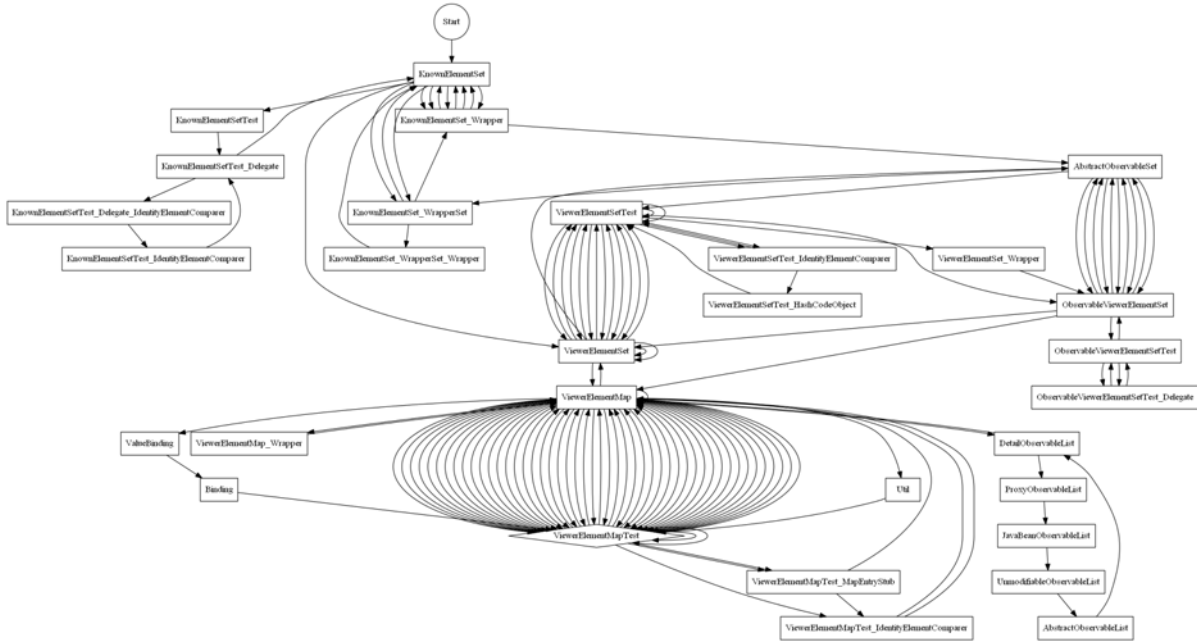 Start
KnownElementSet
KnownElementSetTest
KnownElementSet_Wrapper
KnownElementSetTest_Delegate
AbstractObservableSet
KnownElementSetTest_Delegate_IdentityElementComparer
KnownElementSet_WrapperSet
ViewerElementSetTest
KnownElementSetTest_IdentityElementComparer
KnownElementSet_WrapperSet_Wrapper
ViewerElementSetTest_IdentityElementComparer
ViewerElementSet_Wrapper
ViewerElementSetTest_HashCodeObject
ObservableViewerElementSet
ViewerElementSet
ObservableViewerElementSetTest
ViewerElementMap
ObservableViewerElementSetTest_Delegate
ValueBinding
ViewerElementMap_Wrapper
DetailObservableList
Binding
Util
ProxyObservableList
ViewerElementMapTest
JavaBeanObservableList
ViewerElementMapTest_MapEntryStub
UnmodifiableObservableList
ViewerElementMapTest_IdentityElementComparer
AbstractObservableList